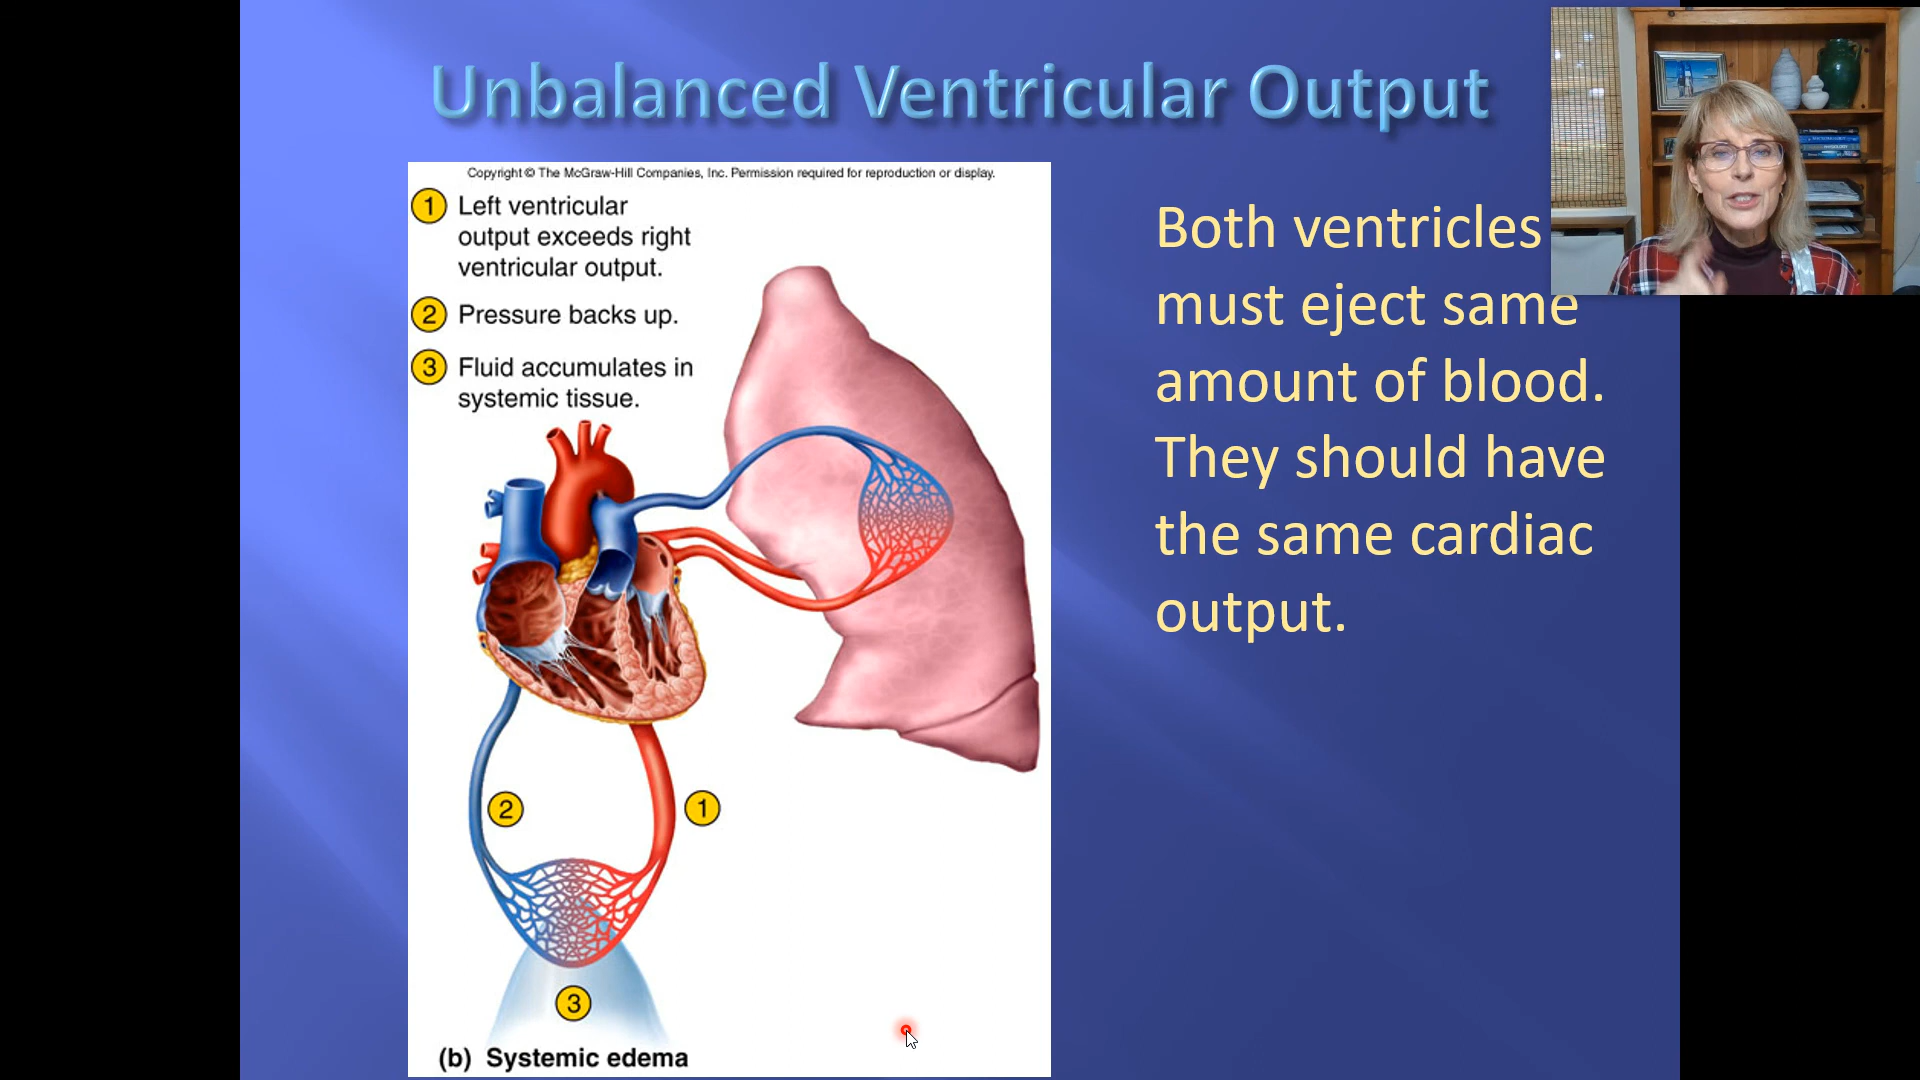 Unbalanced Ventricular Output
Copyright © The McGraw-Hill Companies, Inc. Permission required for reproduction or display.
1 Left ventricular
output exceeds right
ventricular output.
2 Pressure backs up.
3 Fluid accumulates in
systemic tissue.
2
1
3
(b) Systemic edema
Both ventricles
must eject same
amount of blood.
They should have
the same cardiac
output.